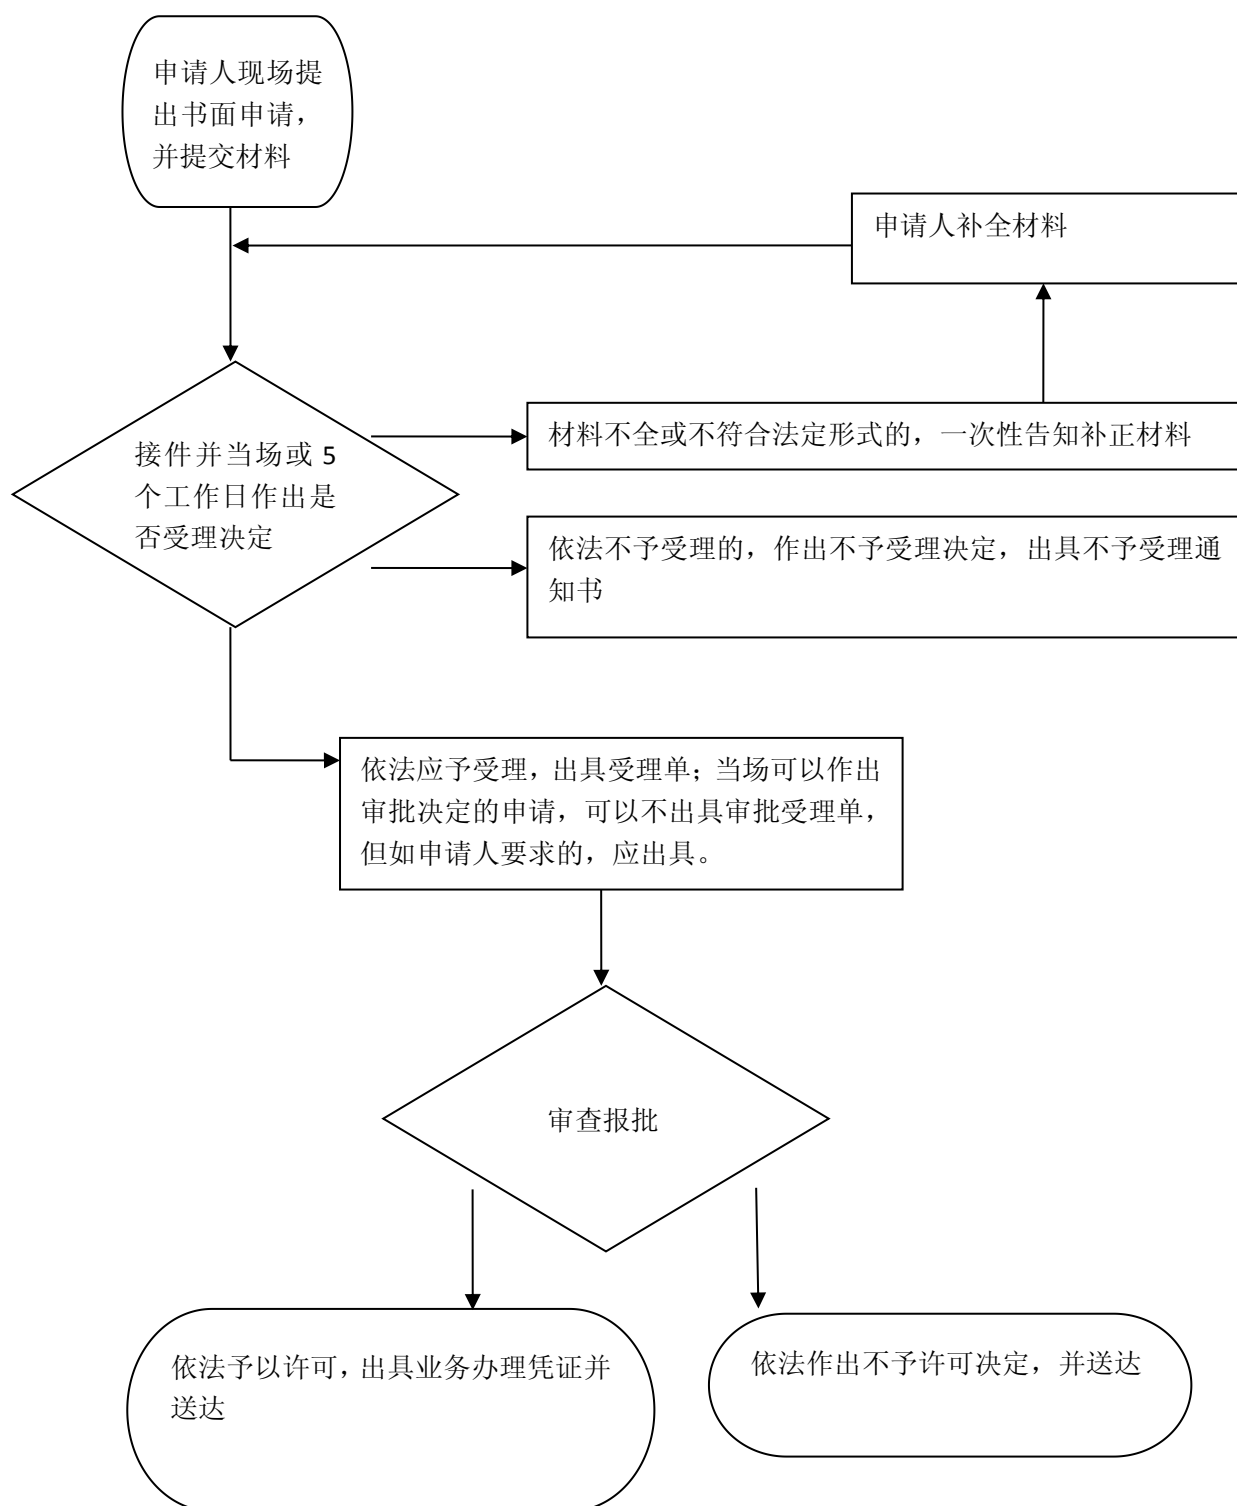 申请人现场提
出书面申请，
并提交材料
申请人补全材料
材料不全或不符合法定形式的，一次性告知补正材料
接件并当场或 5
个工作日作出是
否受理决定
依法不予受理的，作出不予受理决定，出具不予受理通
知书
依法应予受理，出具受理单；当场可以作出
审批决定的申请，可以不出具审批受理单，
但如申请人要求的，应出具。
审查报批
依法予以许可，出具业务办理凭证并
送达
依法作出不予许可决定，并送达